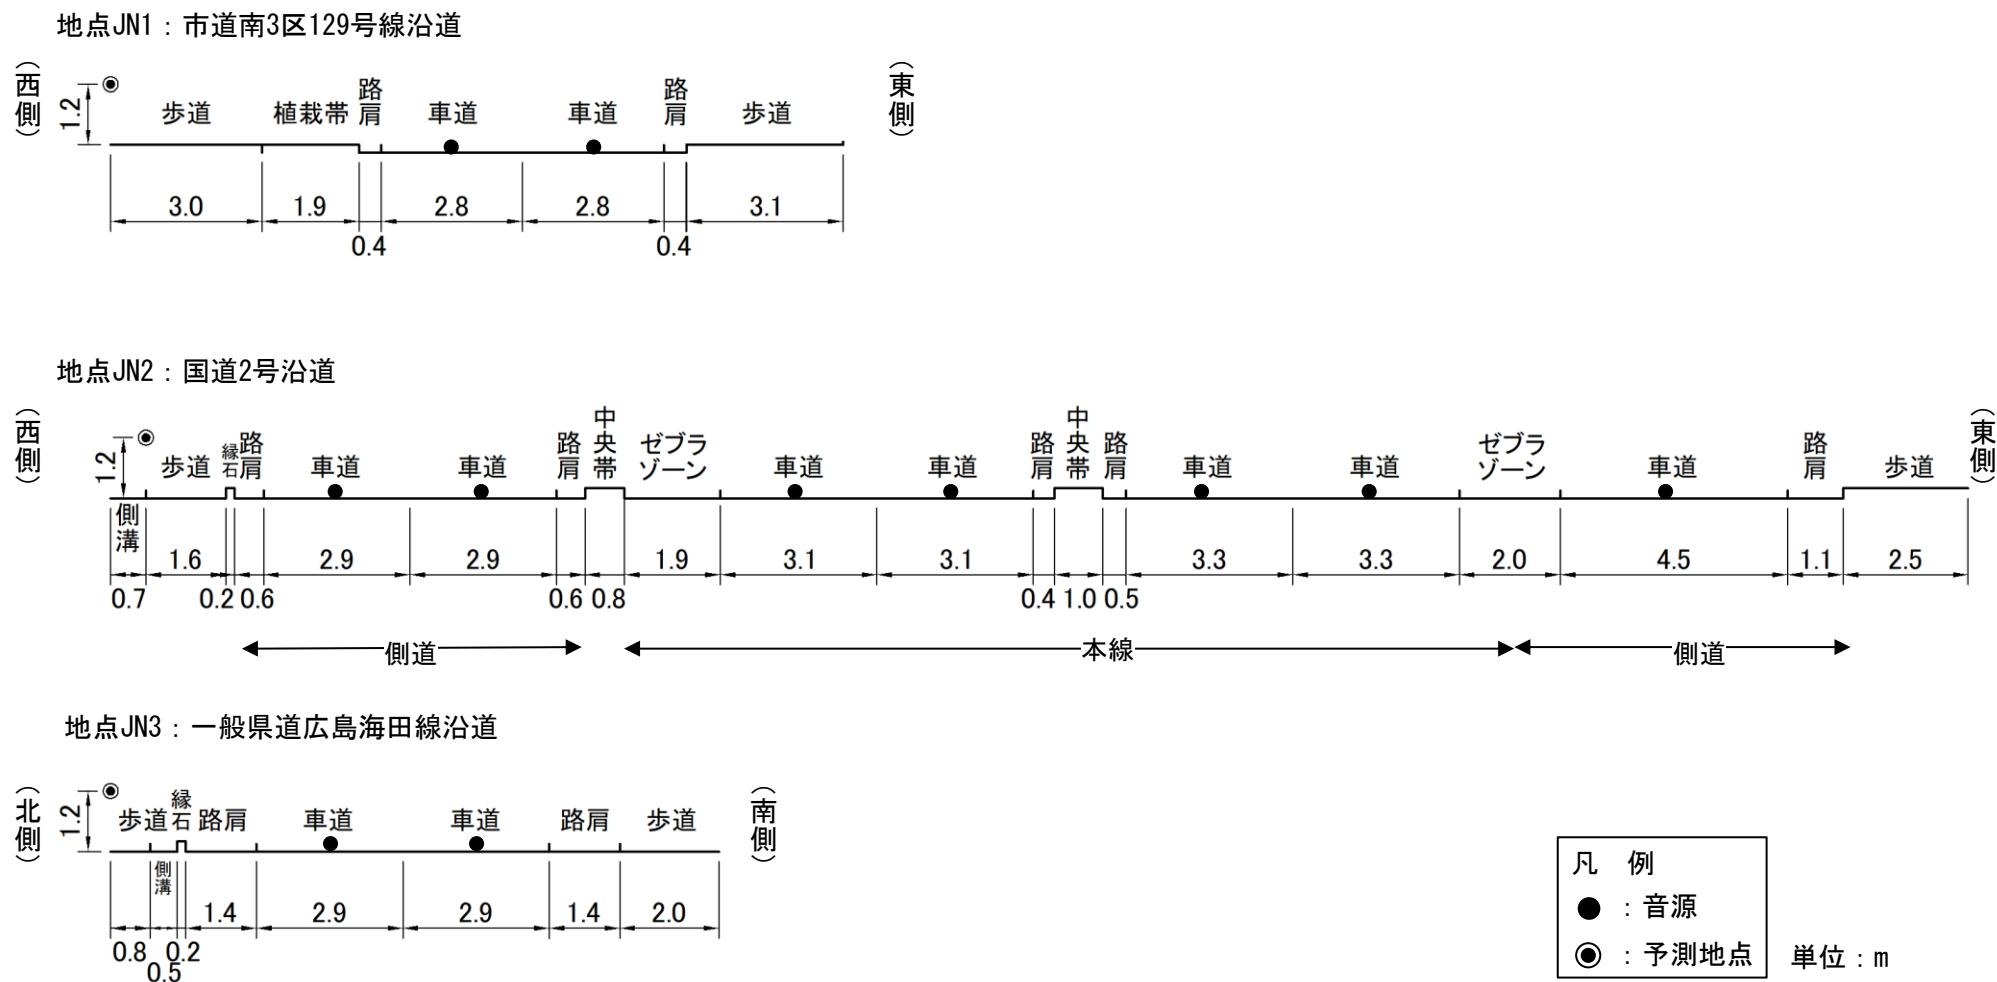 地点JN1：市道南3区129号線沿道
（西側）
（東側）
1.2
歩道 植栽帯 路肩 車道 車道 路肩 歩道
3.0 1.9 2.8 2.8 3.1
0.4 0.4
地点JN2：国道2号沿道
（西側）
（東側）
1.2
歩道 縁石 路肩 車道 車道 路肩 中央帯 ゼブラゾーン 車道 車道 路肩 中央帯 路肩 車道 車道 ゼブラゾーン 車道 路肩 歩道
側溝
1.6 2.9 2.9 1.9 3.1 3.1 3.3 3.3 2.0 4.5 1.1 2.5
0.7 0.2 0.6 0.6 0.8 0.4 1.0 0.5
側道 本線 側道
地点JN3：一般県道広島海田線沿道
（北側）
（南側）
1.2
歩道 縁石 路肩 車道 車道 路肩 歩道
側溝
1.4 2.9 2.9 1.4 2.0
0.8 0.2
0.5
凡　例
：音源
：予測地点
単位：m